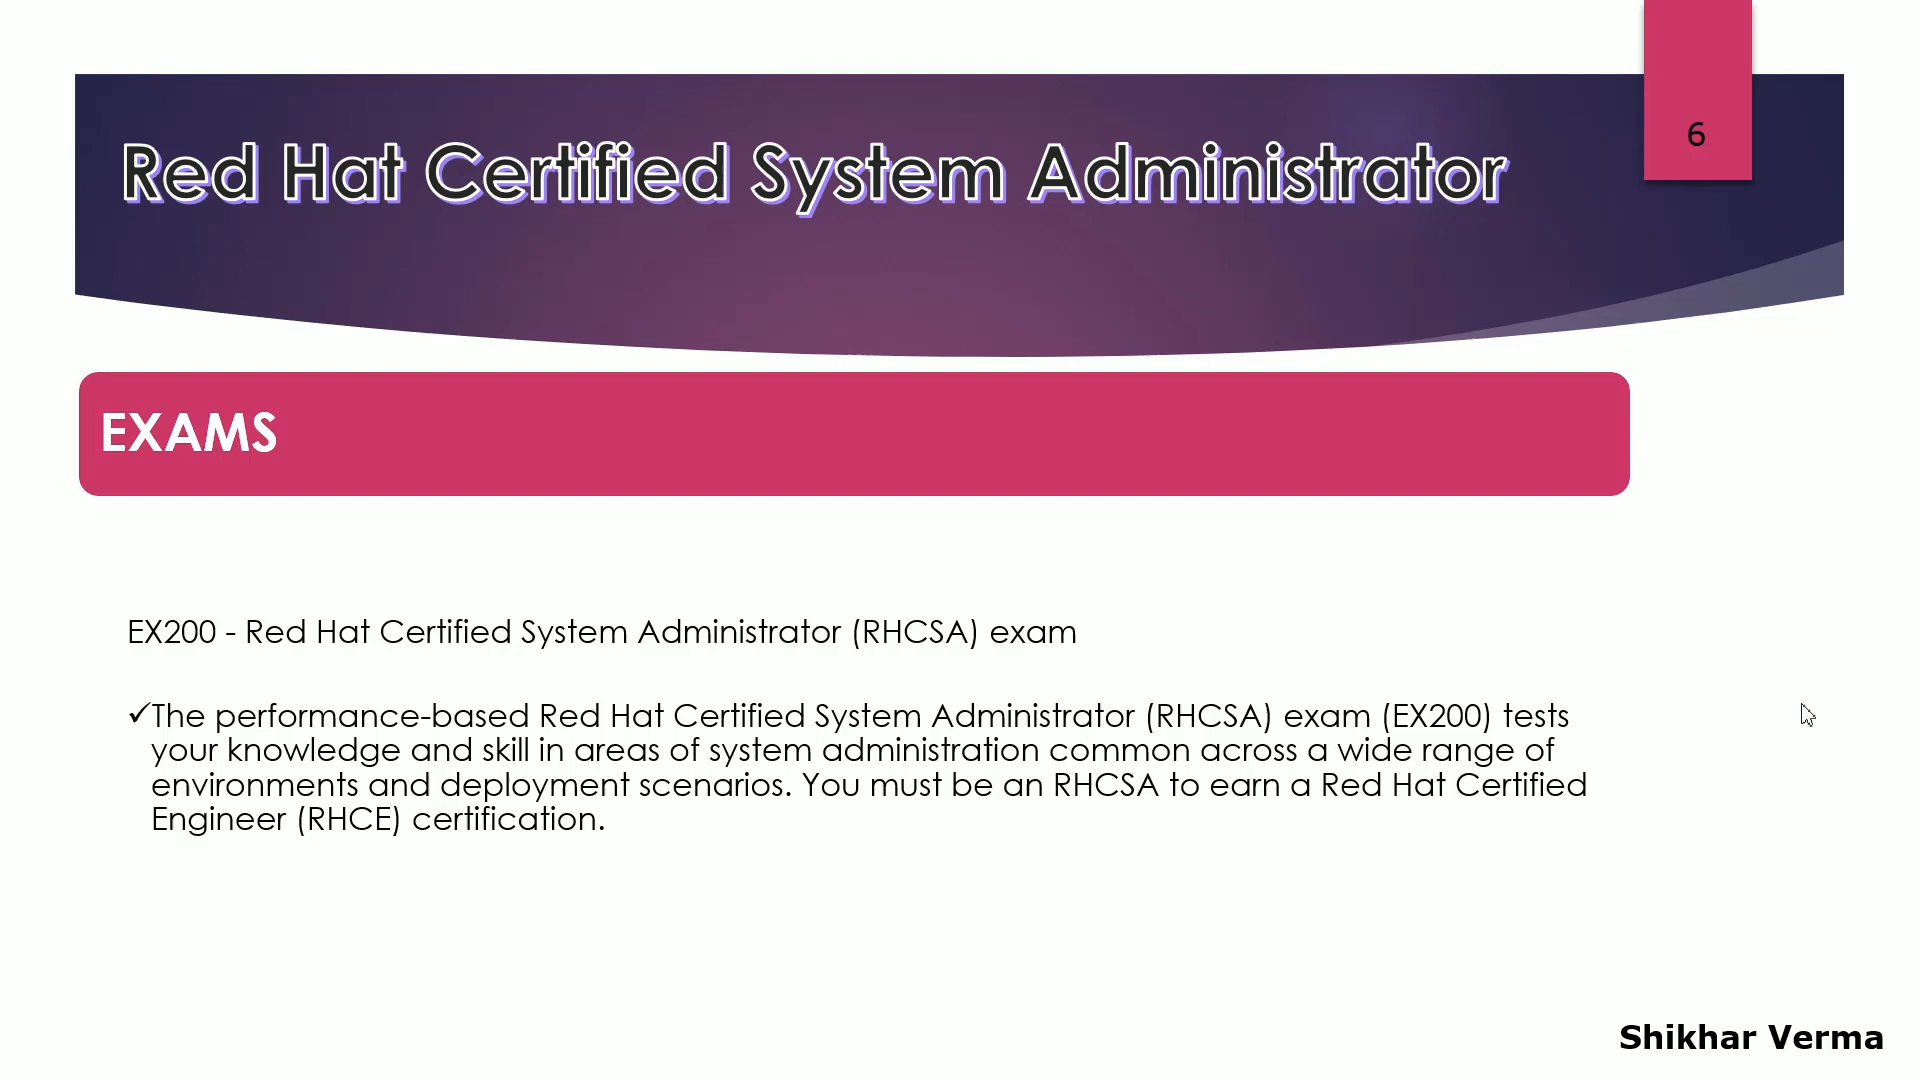 6
Red Hat Certified System Administrator
EXAMS
EX200 - Red Hat Certified System Administrator (RHCSA) exam
✓The performance-based Red Hat Certified System Administrator (RHCSA) exam (EX200) tests
your knowledge and skill in areas of system administration common across a wide range of
environments and deployment scenarios. You must be an RHCSA to earn a Red Hat Certified
Engineer (RHCE) certification.
Shikhar Verma